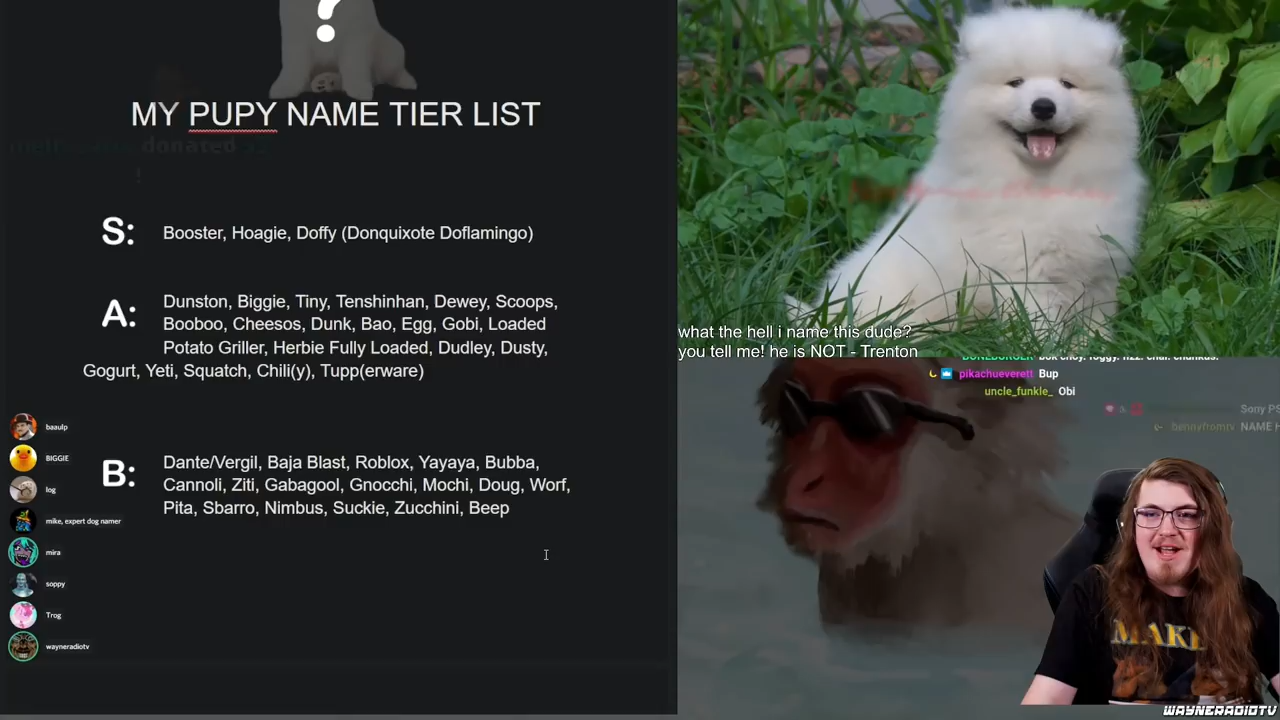 ?
MY PUPY NAME TIER LIST
donated
!
S:
Booster, Hoagie, Doffy (Donquixote Doflamingo)
A:
Dunston, Biggie, Tiny, Tenshinhan, Dewey, Scoops,
Booboo, Cheesos, Dunk, Bao, Egg, Gobi, Loaded
Potato Griller, Herbie Fully Loaded, Dudley, Dusty,
Gogurt, Yeti, Squatch, Chili(y), Tupp(erware)
B:
Dante/Vergil, Baja Blast, Roblox, Yayaya, Bubba,
Cannoli, Ziti, Gabagool, Gnocchi, Mochi, Doug, Worf,
Pita, Sbarro, Nimbus, Suckie, Zucchini, Beep
baaulp
BIGGIE
log
mike, expert dog namer
mira
soppy
Trog
wayneradiotv
what the hell i name this dude?
you tell me! he is NOT - Trenton
pikachueverett Bup
uncle_funkle_ Obi
Sony PS
NAME H
MAKE
WAYNERADIOTV